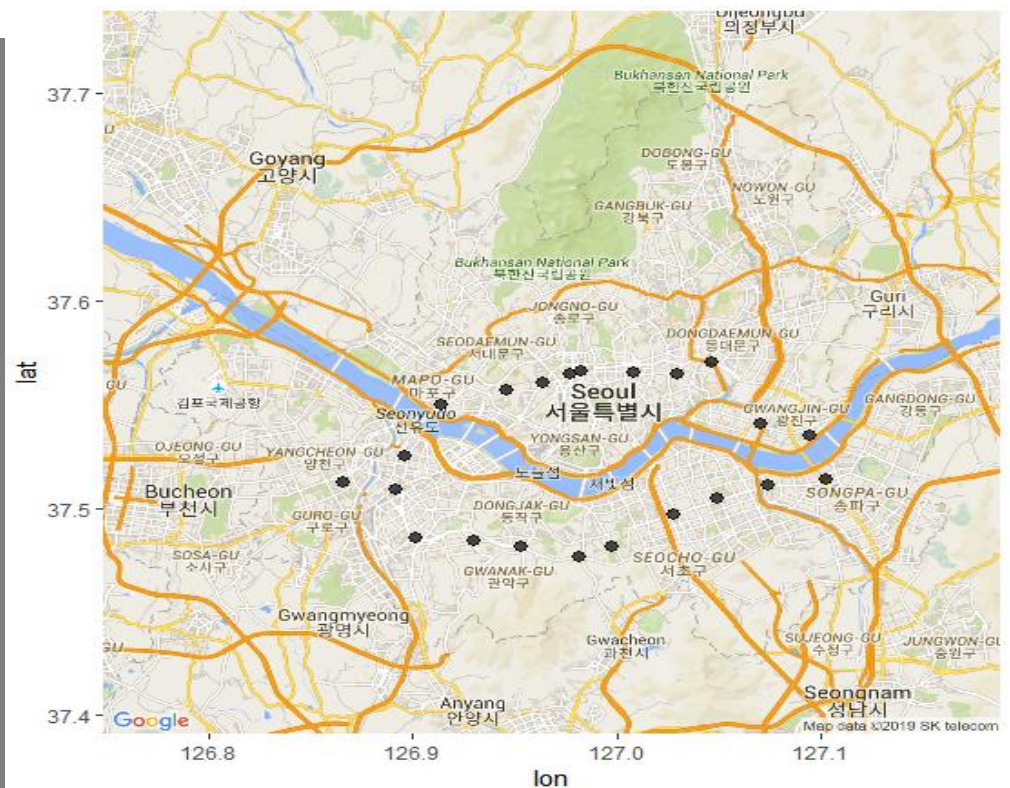 Uijeongbu
의정부시
Bukhansan National Park
북한산국립공원
37.7
DOBONG-GU
도봉구
Goyang
고양시
NOWON-GU
노원구
GANGBUK-GU
강북구
Bukhansan National Park
북한산국립공원
37.6
Guri
구리시
JONGNO-GU
종로구
DONGDAEMUN-GU
동대문구
SEODAEMUN-GU
서대문구
MAPO-GU
마포구
GU
김포국제공항
Seoul
서울특별시
GANGDONG-GU
강동구
GWANGJIN-GU
광진구
Seonyudo
선유도
YONGSAN-GU
용산구
OJEONG-GU
오정구
YANGCHEON-GU
양천구
노들섬
세빛섬
lat
Bucheon
부천시
SONGPA-GU
송파구
37.5
DONGJAK-GU
동작구
GURO-GU
구로구
SOSA-GU
소사구
SEOCHO-GU
서초구
GWANAK-GU
관악구
Gwangmyeong
광명시
Gwacheon
과천시
SUJEONG-GU
수정구
JUNGWON-GU
중원구
GU
Anyang
안양시
Seongnam
성남시
37.4
Google
Map data ©2019 SK telecom
126.8
126.9
127.0
127.1
lon